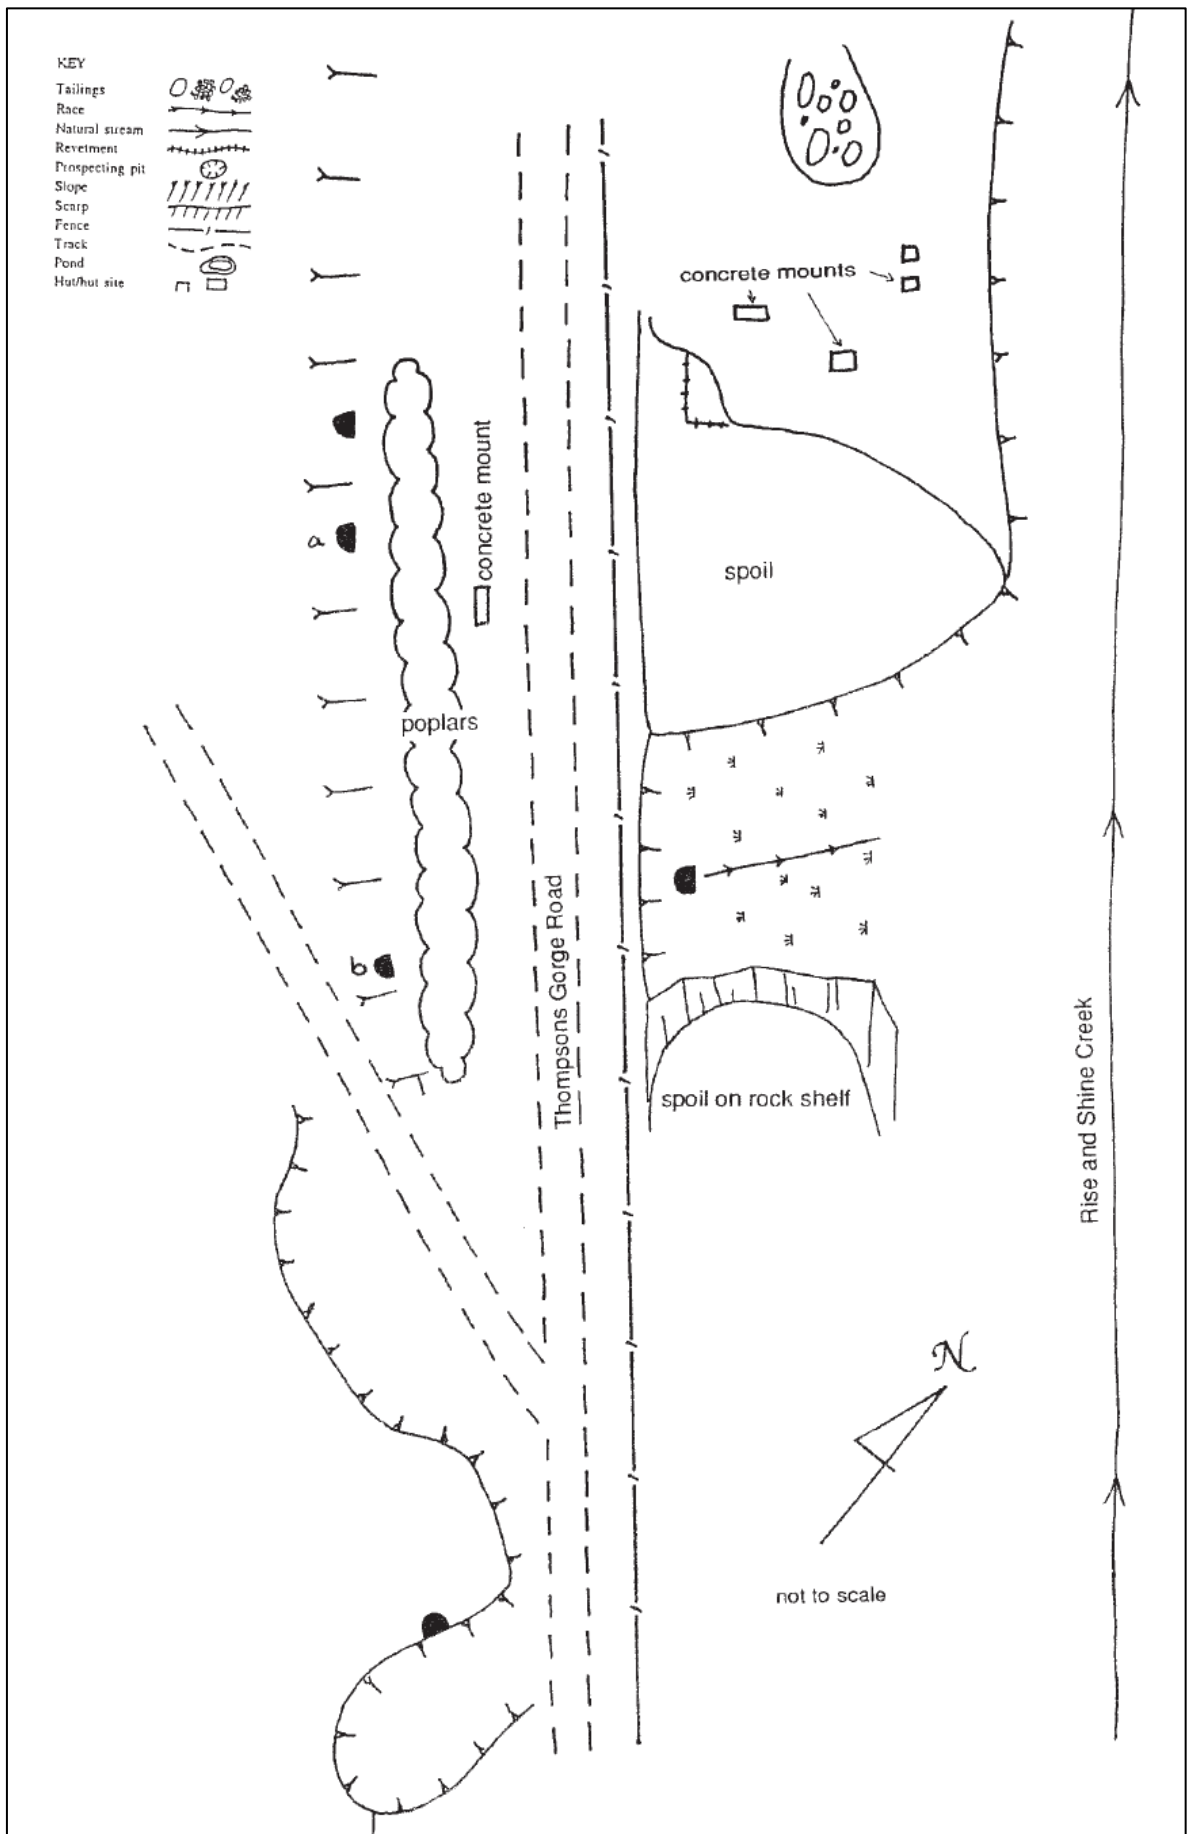 KEY
Tailings
Race
Natural stream
Revetment
Prospecting pit
Slope
Scarp
Fence
Track
Pond
Hut/hut site
concrete mounts
concrete mount
a
spoil
poplars
Thompsons Gorge Road
b
spoil on rock shelf
Rise and Shine Creek
N
not to scale